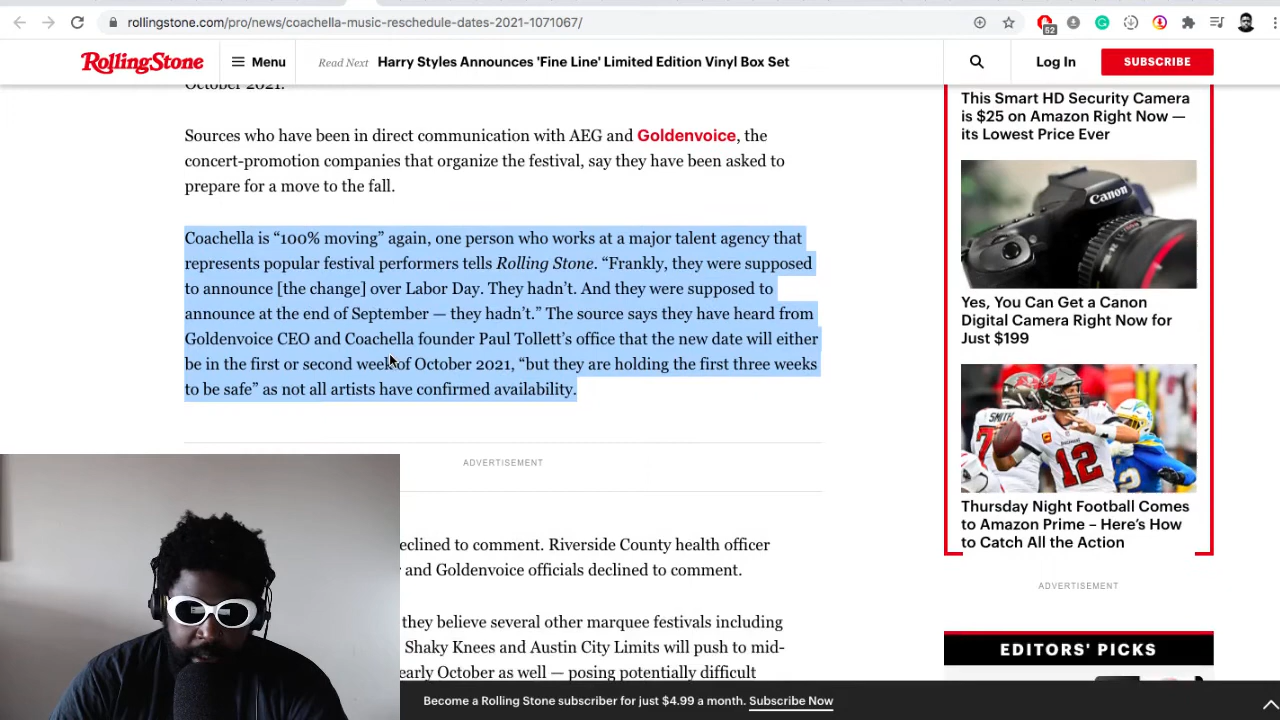 rollingstone.com/pro/news/coachella-music-reschedule-dates-2021-1071067/
52
RollingStone
Menu
Read Next Harry Styles Announces 'Fine Line' Limited Edition Vinyl Box Set
Log In
SUBSCRIBE
October 2021.
Sources who have been in direct communication with AEG and Goldenvoice, the
concert-promotion companies that organize the festival, say they have been asked to
prepare for a move to the fall.
Coachella is “100% moving” again, one person who works at a major talent agency that
represents popular festival performers tells Rolling Stone. “Frankly, they were supposed
to announce [the change] over Labor Day. They hadn’t. And they were supposed to
announce at the end of September — they hadn’t.” The source says they have heard from
Goldenvoice CEO and Coachella founder Paul Tollett’s office that the new date will either
be in the first or second week of October 2021, “but they are holding the first three weeks
to be safe” as not all artists have confirmed availability.
ADVERTISEMENT
eclined to comment. Riverside County health officer
r and Goldenvoice officials declined to comment.
they believe several other marquee festivals including
Shaky Knees and Austin City Limits will push to mid-
early October as well — posing potentially difficult
This Smart HD Security Camera
is $25 on Amazon Right Now —
its Lowest Price Ever
Canon
Yes, You Can Get a Canon
Digital Camera Right Now for
Just $199
SMITH
12
2
Thursday Night Football Comes
to Amazon Prime – Here’s How
to Catch All the Action
ADVERTISEMENT
EDITORS' PICKS
Become a Rolling Stone subscriber for just $4.99 a month. Subscribe Now